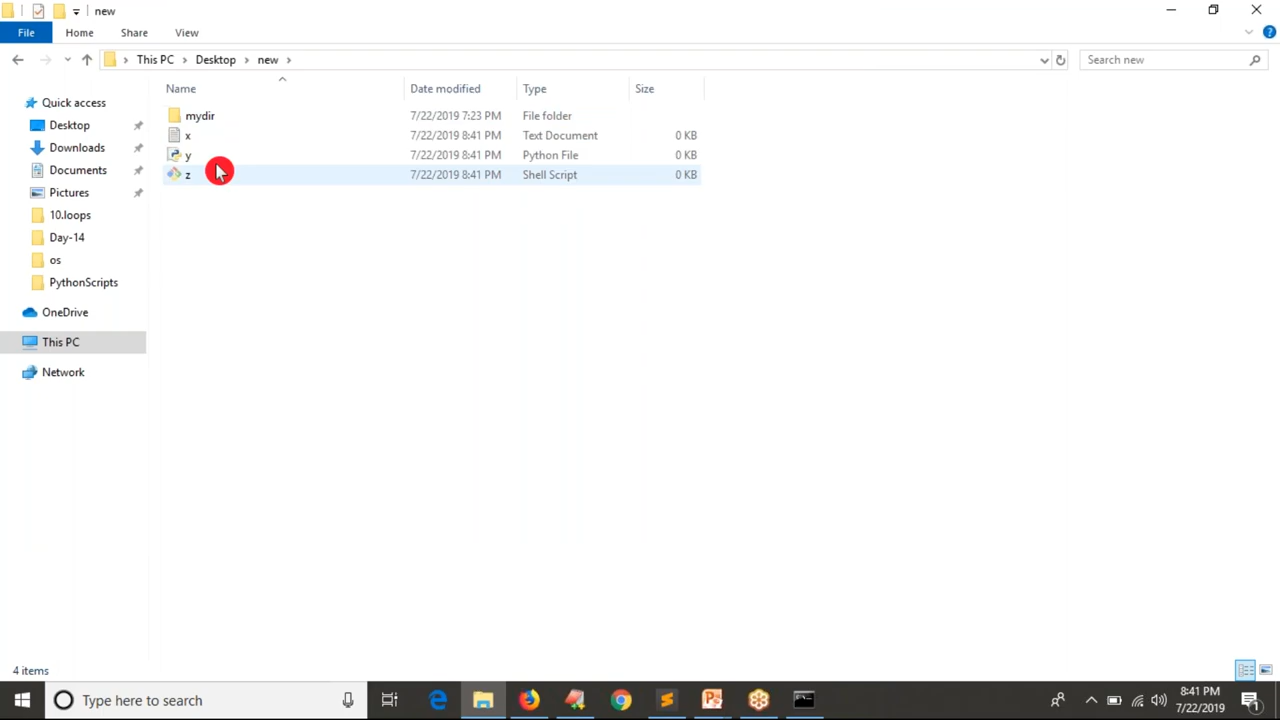 new
File Home Share View
This PC Desktop new Search new
Name Date modified Type Size
mydir 7/22/2019 7:23 PM File folder
x 7/22/2019 8:41 PM Text Document 0 KB
y 7/22/2019 8:41 PM Python File 0 KB
z 7/22/2019 8:41 PM Shell Script 0 KB
Quick access
Desktop
Downloads
Documents
Pictures
10.loops
Day-14
os
PythonScripts
OneDrive
This PC
Network
4 items
Type here to search
8:41 PM
7/22/2019
1